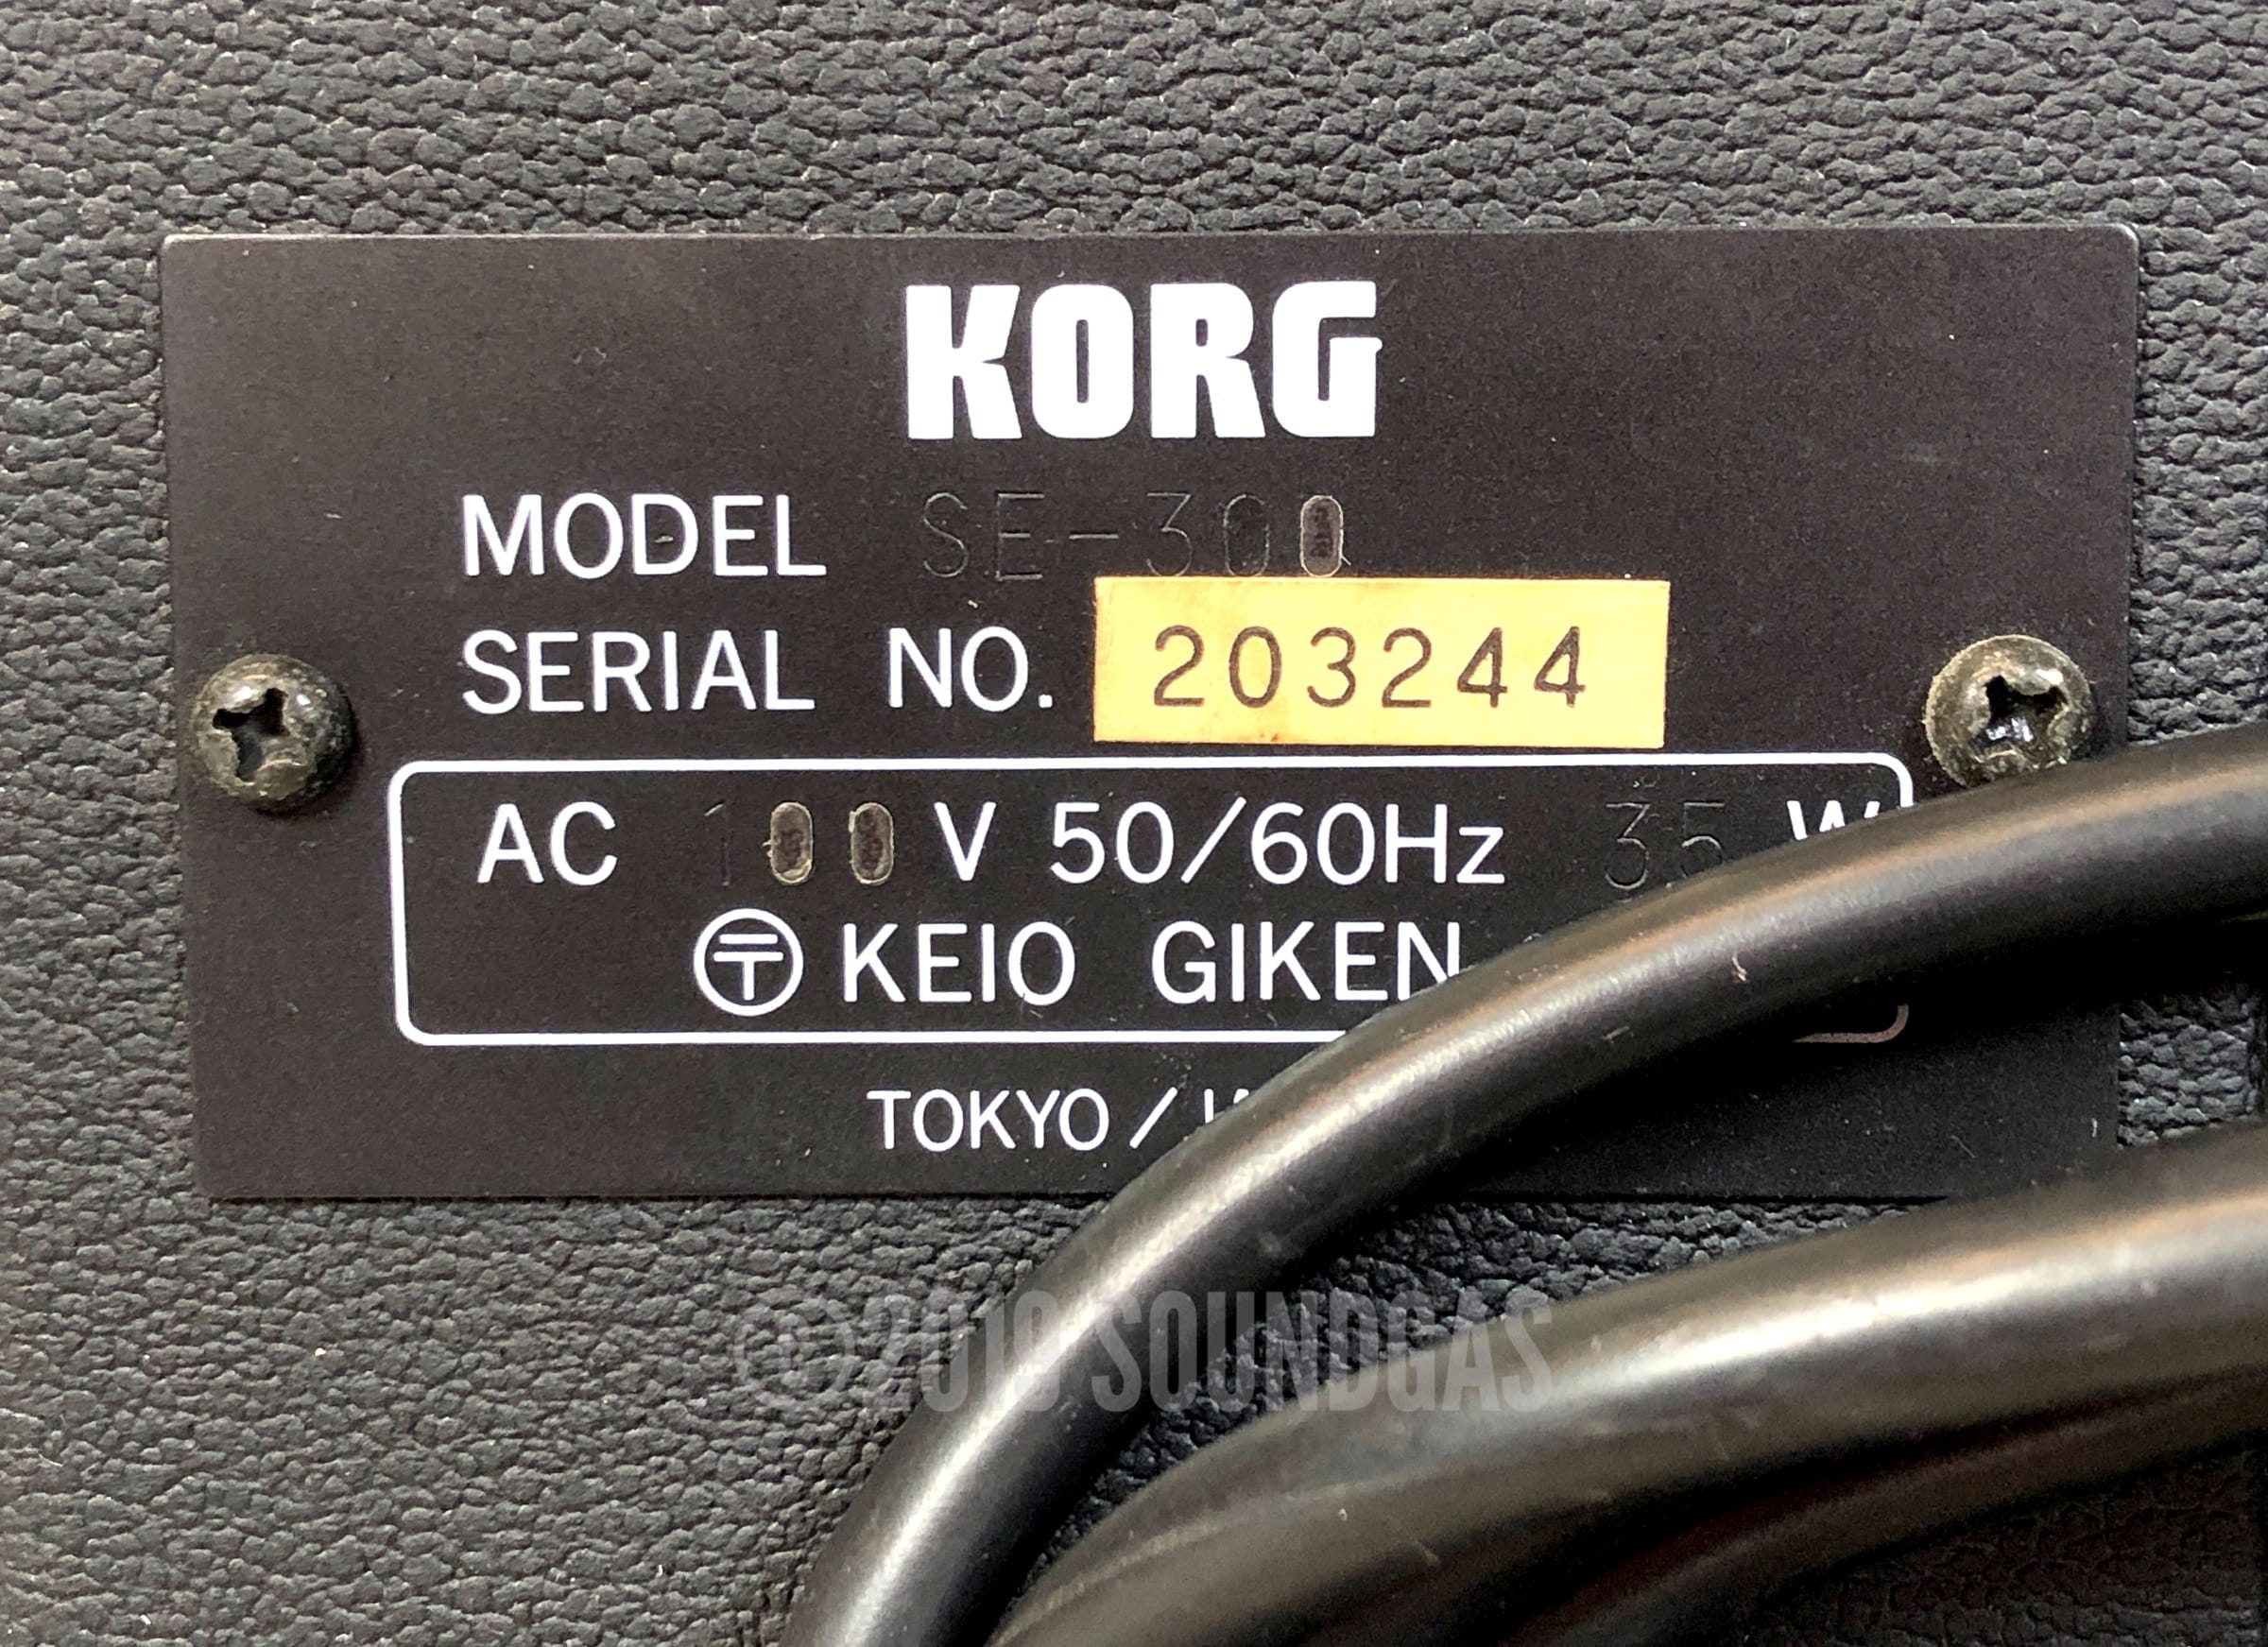 KORG
MODEL SE-300
SERIAL NO. 203244
AC 100 V 50/60Hz 35 W
KEIO GIKEN
TOKYO /
©2019 SOUNDGAS